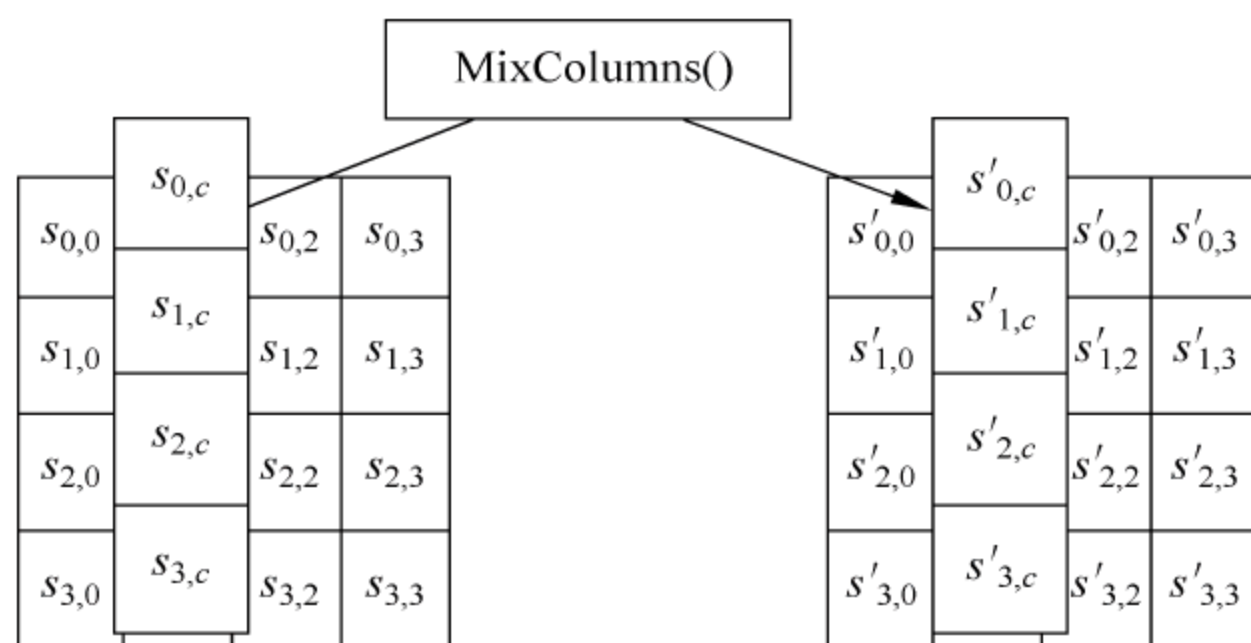 MixColumns()
s0,c s′0,c
s0,0 s0,2 s0,3 s′0,0 s′0,2 s′0,3
s1,c s′1,c
s1,0 s1,2 s1,3 s′1,0 s′1,2 s′1,3
s2,c s′2,c
s2,0 s2,2 s2,3 s′2,0 s′2,2 s′2,3
s3,c s′3,c
s3,0 s3,2 s3,3 s′3,0 s′3,2 s′3,3